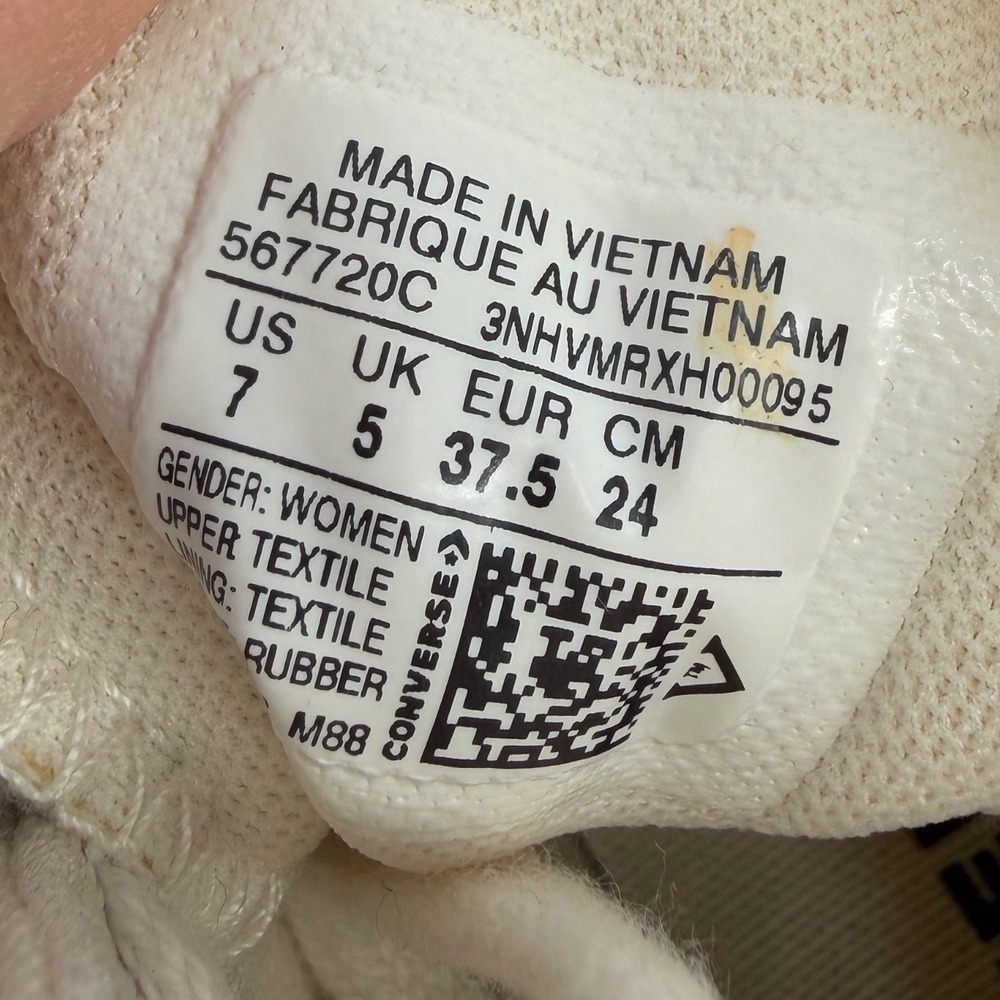 MADE IN VIETNAM
FABRIQUE AU VIETNAM
567720C 3NHVMRXH00095
US UK EUR CM
7 5 37.5 24
GENDER: WOMEN
UPPER TEXTILE
LINING: TEXTILE
RUBBER
M88
CONVERSE